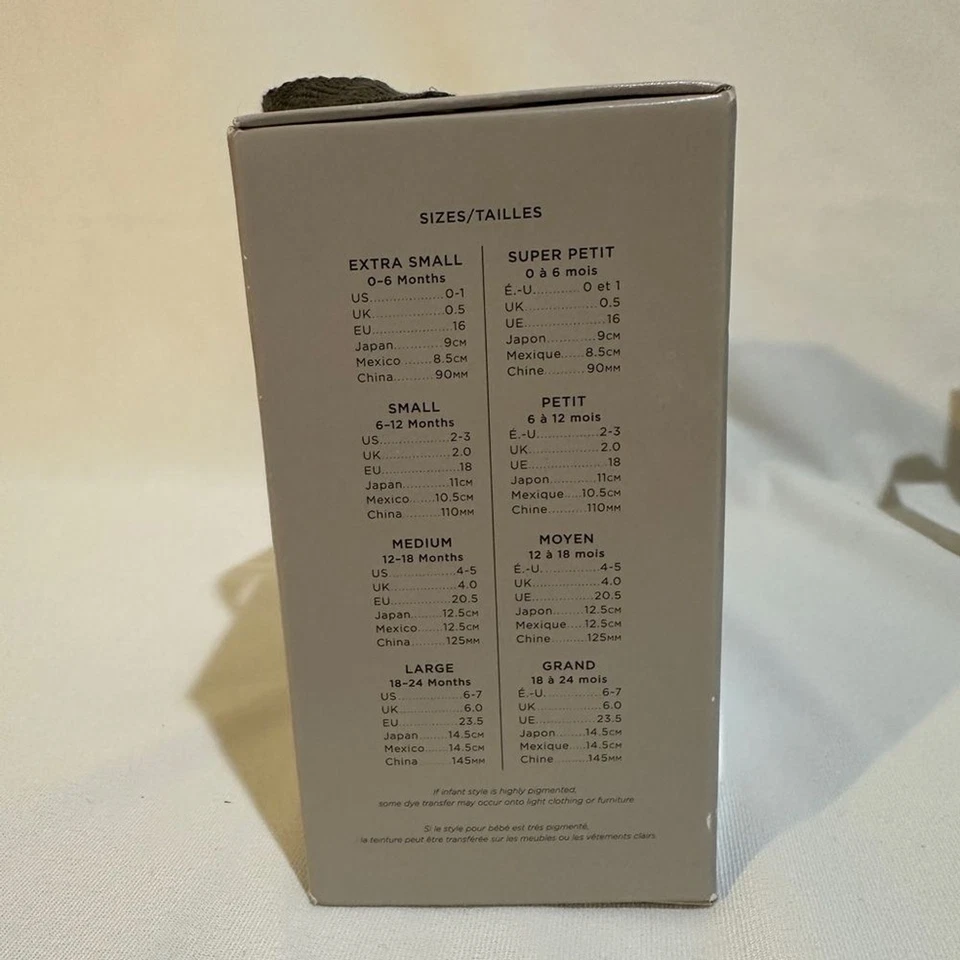 SIZES/TAILLES
EXTRA SMALL
0-6 Months
US....................0-1
UK....................0.5
EU....................16
Japan............9CM
Mexico........8.5CM
China..........90MM
SMALL
6-12 Months
US....................2-3
UK....................2.0
EU....................18
Japan............11CM
Mexico.......10.5CM
China..........110MM
MEDIUM
12-18 Months
US....................4-5
UK....................4.0
EU....................20.5
Japan........12.5CM
Mexico.......12.5CM
China.........125MM
LARGE
18-24 Months
US....................6-7
UK....................6.0
EU....................23.5
Japan........14.5CM
Mexico......14.5CM
China.........145MM
SUPER PETIT
0 à 6 mois
É.-U............0 et 1
UK....................0.5
UE....................16
Japon............9CM
Mexique......8.5CM
Chine..........90MM
PETIT
6 à 12 mois
É.-U................2-3
UK....................2.0
UE....................18
Japon............11CM
Mexique....10.5CM
Chine..........110MM
MOYEN
12 à 18 mois
É.-U................4-5
UK....................4.0
UE....................20.5
Japon........12.5CM
Mexique....12.5CM
Chine.........125MM
GRAND
18 à 24 mois
É.-U................6-7
UK....................6.0
UE....................23.5
Japon........14.5CM
Mexique....14.5CM
Chine.........145MM
If infant style is highly pigmented,
some dye transfer may occur onto light clothing or furniture
Si le style pour bébé est très pigmenté,
la teinture peut être transférée sur les meubles ou les vêtements clairs.